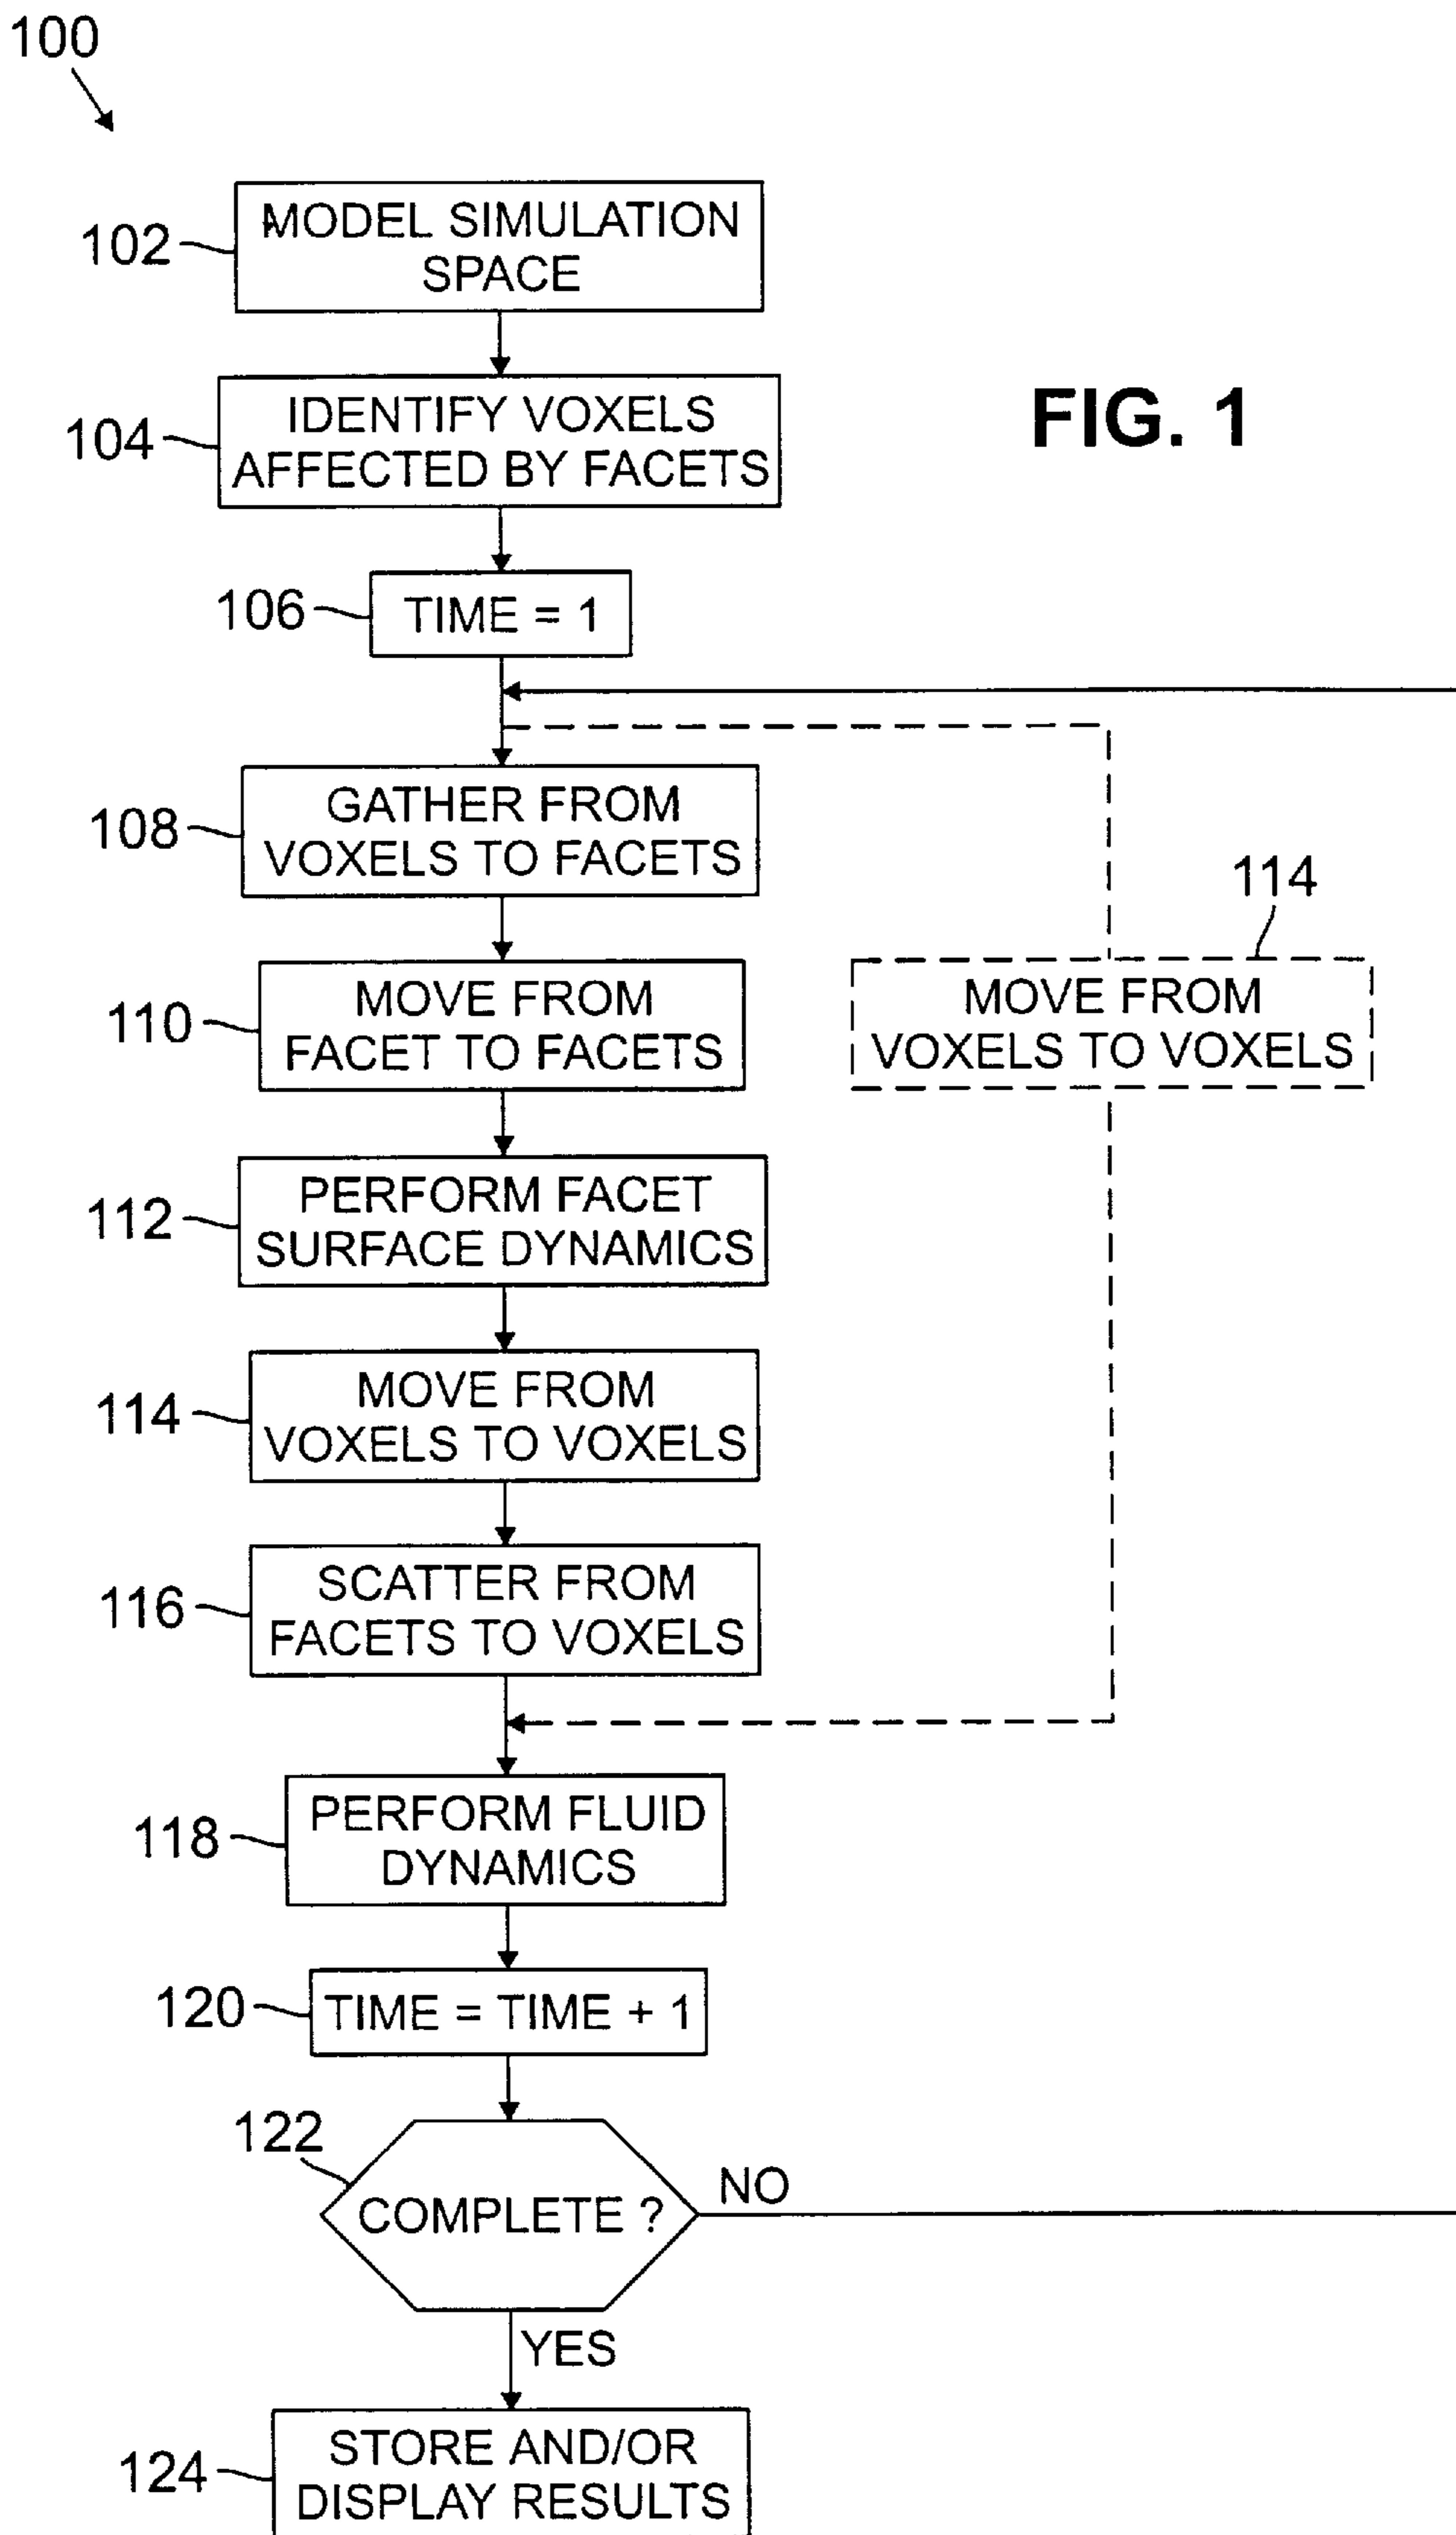 100
102
MODEL SIMULATION
SPACE
104
IDENTIFY VOXELS
AFFECTED BY FACETS
FIG. 1
106
TIME = 1
108
GATHER FROM
VOXELS TO FACETS
110
MOVE FROM
FACET TO FACETS
114
MOVE FROM
VOXELS TO VOXELS
112
PERFORM FACET
SURFACE DYNAMICS
114
MOVE FROM
VOXELS TO VOXELS
116
SCATTER FROM
FACETS TO VOXELS
118
PERFORM FLUID
DYNAMICS
120
TIME = TIME + 1
122
COMPLETE ?
NO
YES
124
STORE AND/OR
DISPLAY RESULTS